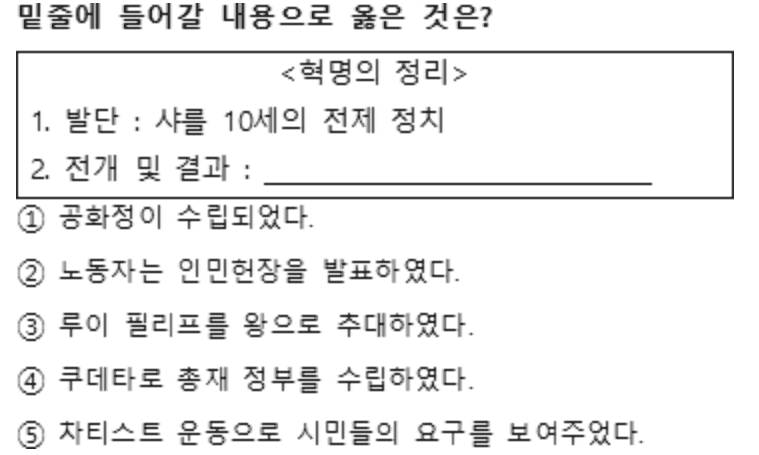 밑줄에 들어갈 내용으로 옳은 것은?
<혁명의 정리>
1. 발단 : 샤를 10세의 전제 정치
2. 전개 및 결과 : ____________________
① 공화정이 수립되었다.
② 노동자는 인민헌장을 발표하였다.
③ 루이 필리프를 왕으로 추대하였다.
④ 쿠데타로 총재 정부를 수립하였다.
⑤ 차티스트 운동으로 시민들의 요구를 보여주었다.